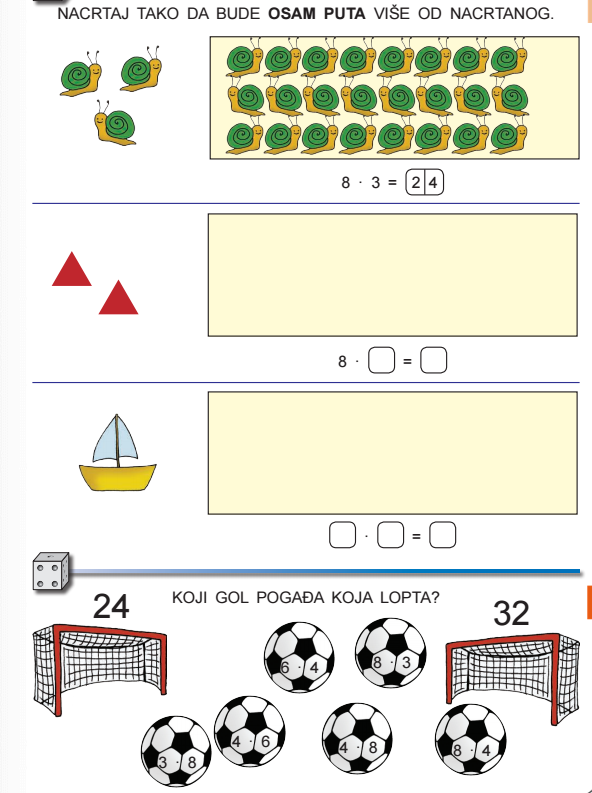 NACRTAJ TAKO DA BUDE OSAM PUTA VIŠE OD NACRTANOG.
8 · 3 = 24
8 · =
· =
KOJI GOL POGAĐA KOJA LOPTA?
24
32
6 · 4
8 · 3
4 · 6
4 · 8
3 · 8
8 · 4